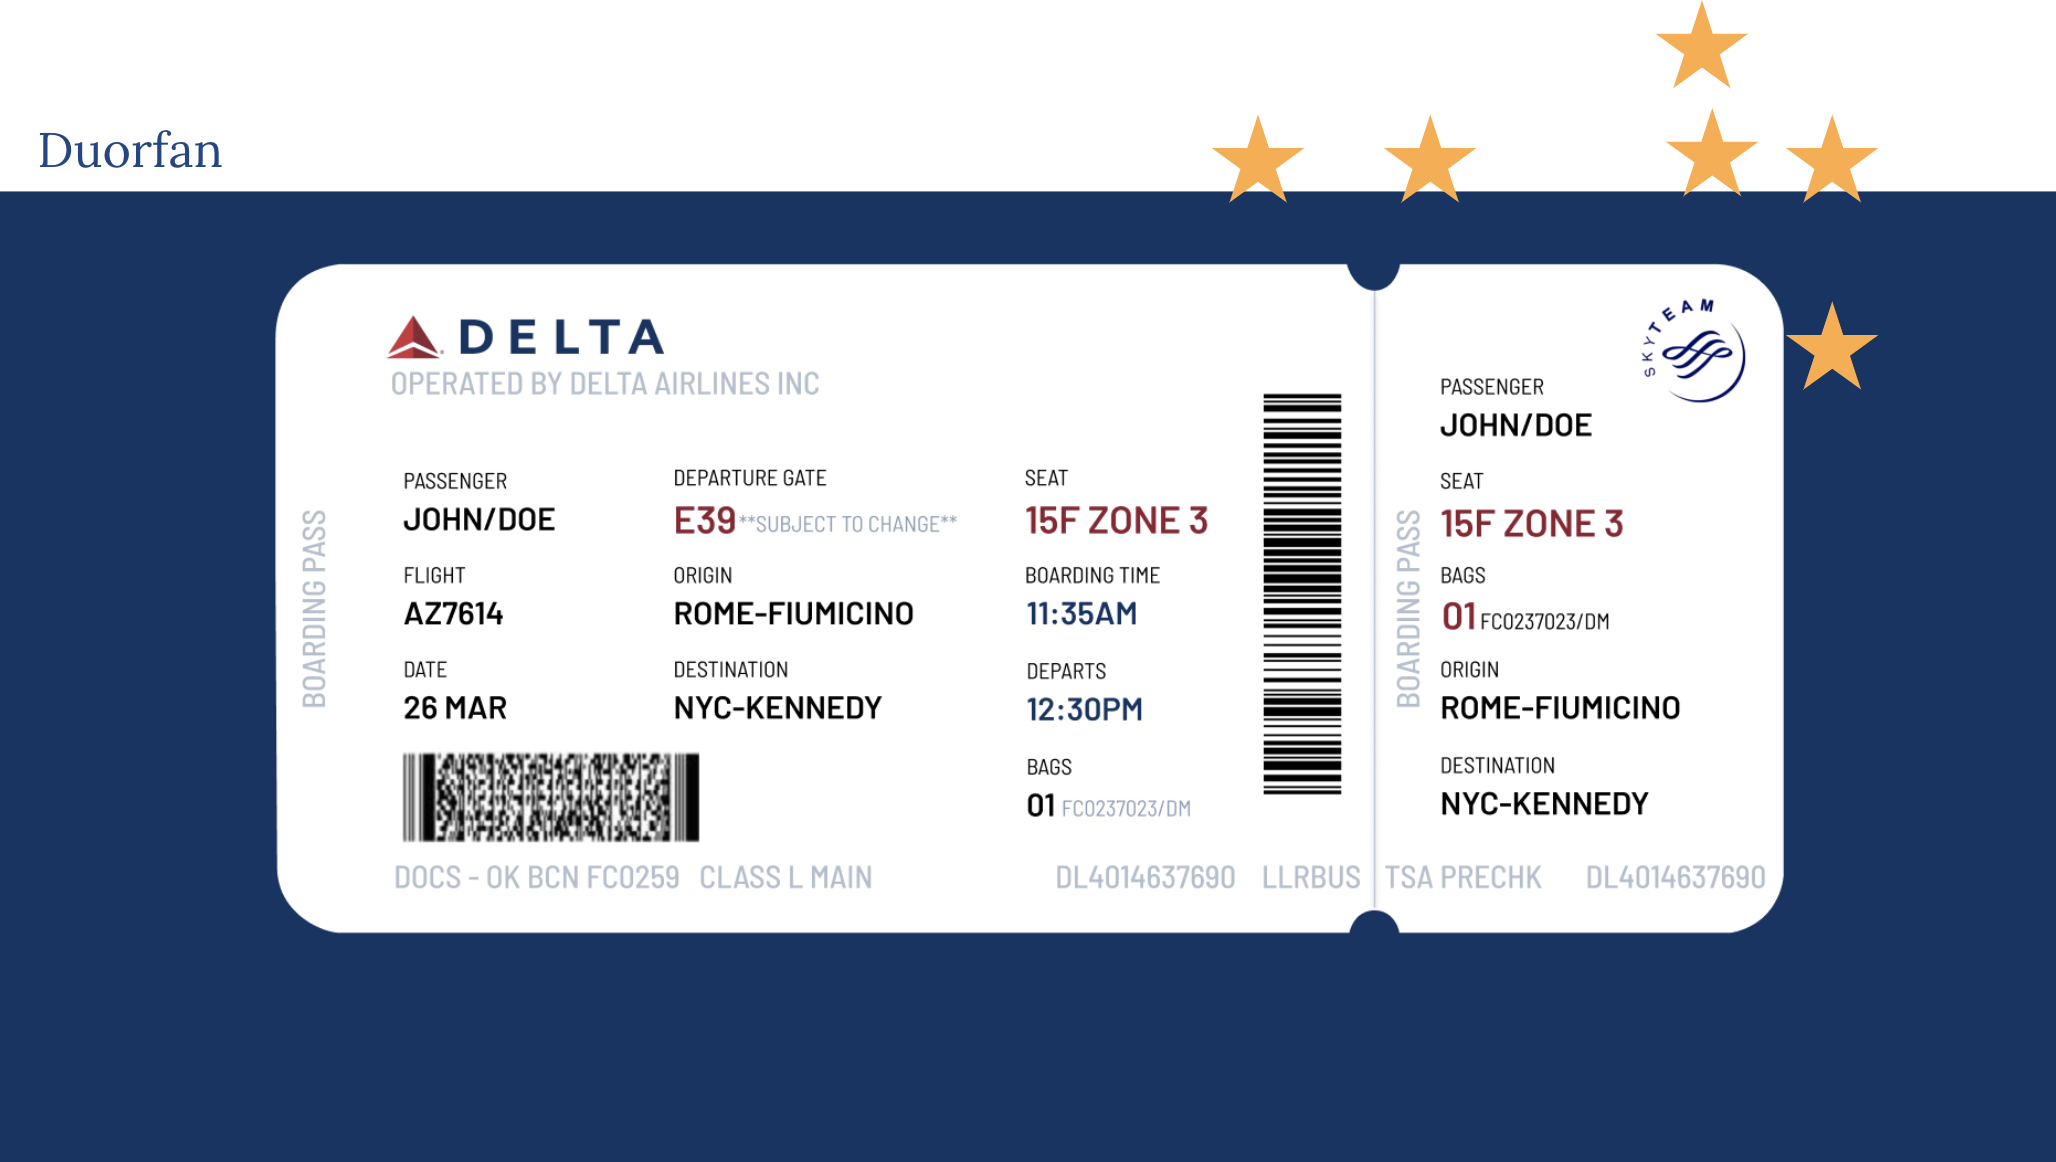 Duorfan
DELTA
OPERATED BY DELTA AIRLINES INC
BOARDING PASS
PASSENGER
JOHN/DOE
DEPARTURE GATE
E39**SUBJECT TO CHANGE**
SEAT
15F ZONE 3
FLIGHT
AZ7614
ORIGIN
ROME-FIUMICINO
BOARDING TIME
11:35AM
DATE
26 MAR
DESTINATION
NYC-KENNEDY
DEPARTS
12:30PM
BAGS
01 FC0237023/DM
DOCS - OK BCN FC0259 CLASS L MAIN
DL4014637690 LLRBUS
SKYTEAM
BOARDING PASS
PASSENGER
JOHN/DOE
SEAT
15F ZONE 3
BAGS
01 FC0237023/DM
ORIGIN
ROME-FIUMICINO
DESTINATION
NYC-KENNEDY
TSA PRECHK DL4014637690